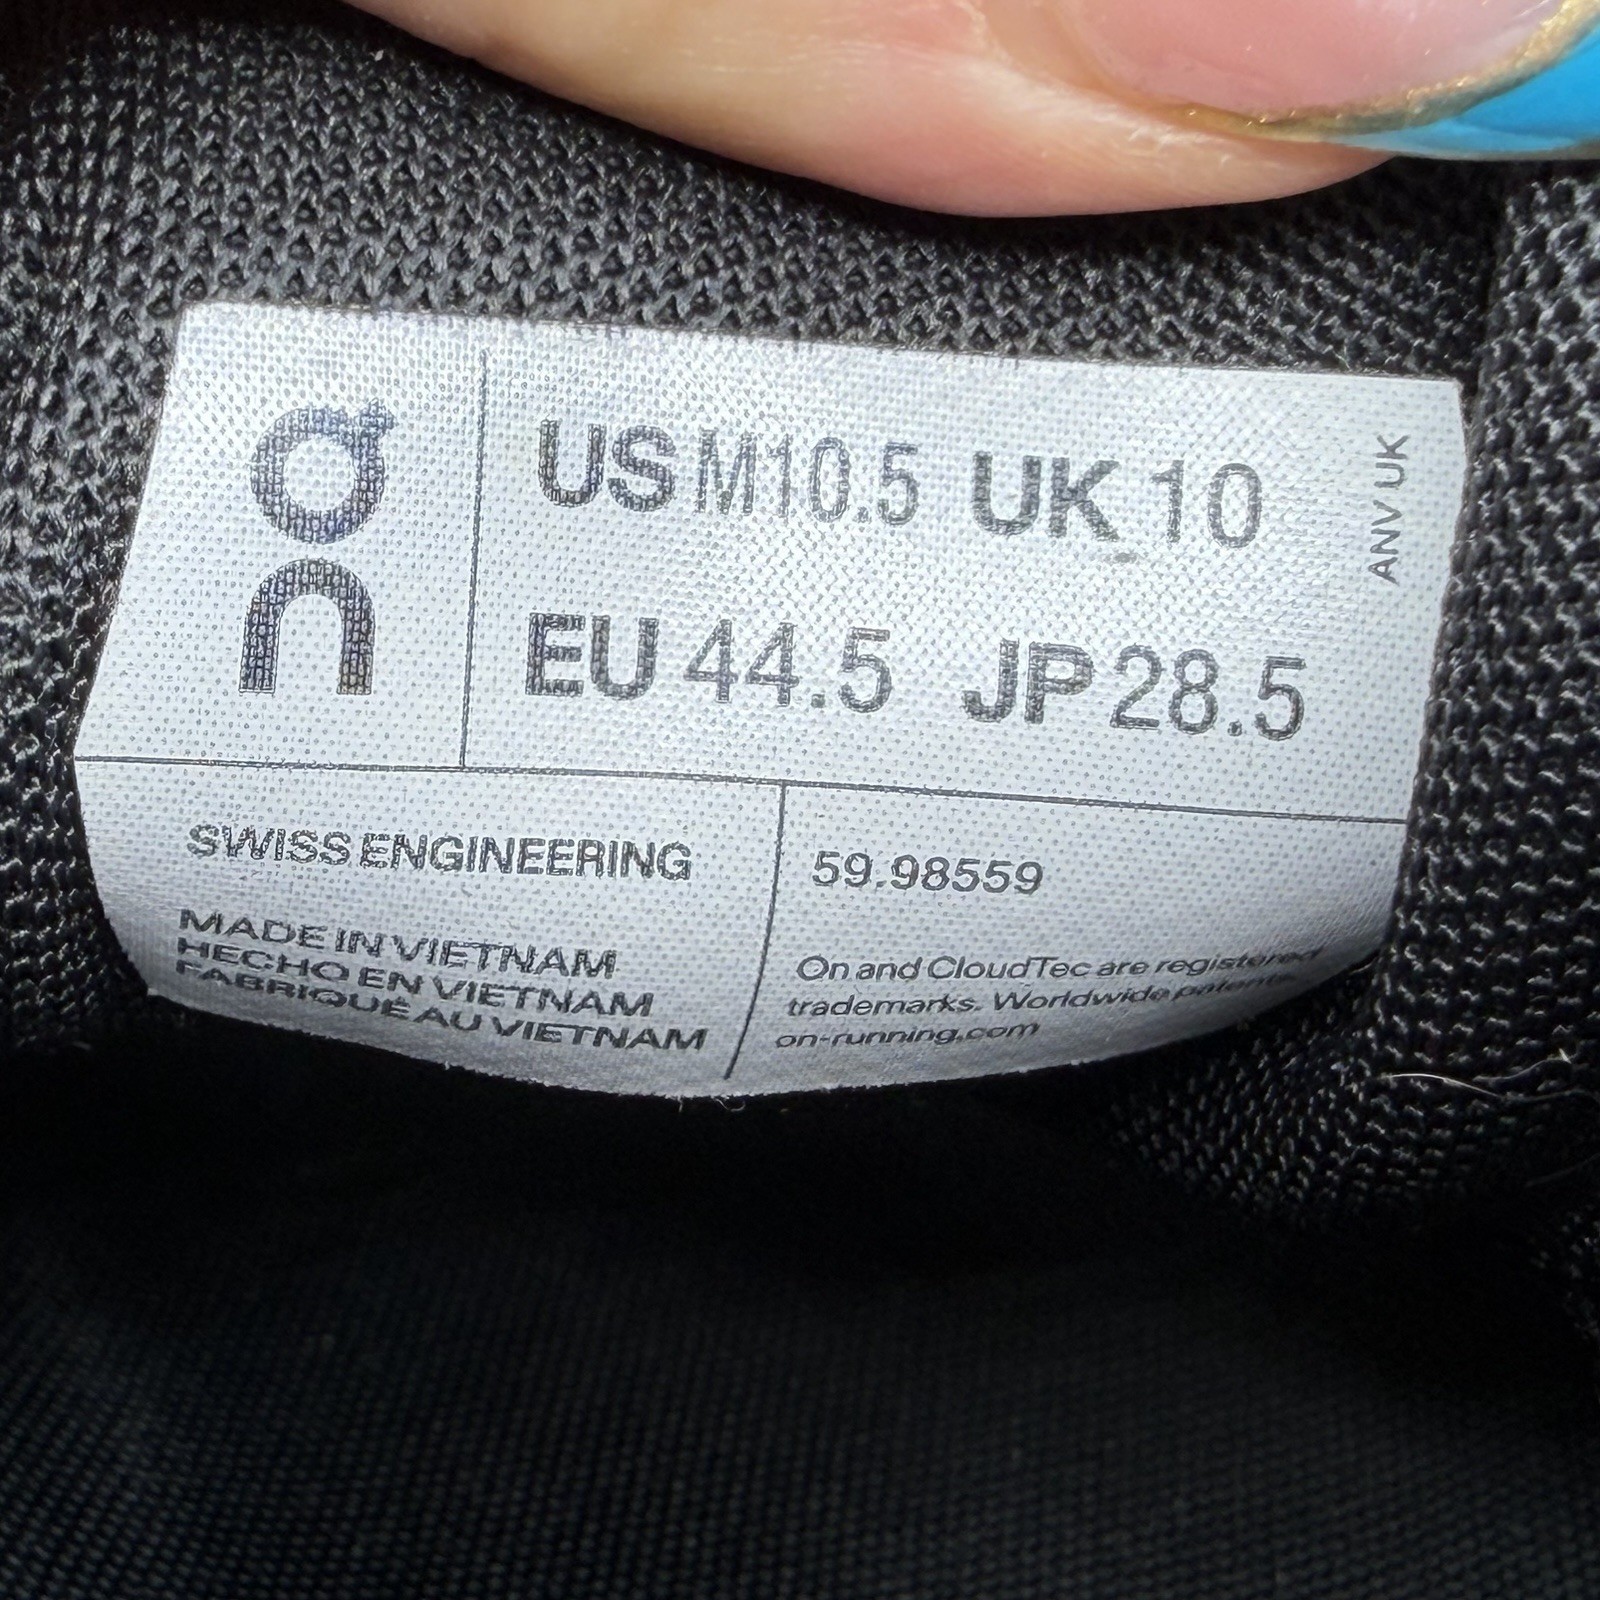 On
US M10.5 UK 10
EU 44.5 JP 28.5
ANV UK
SWISS ENGINEERING
MADE IN VIETNAM
HECHO EN VIETNAM
FABRIQUÉ AU VIETNAM
59.98559
On and CloudTec are registered
trademarks. Worldwide patents
on-running.com